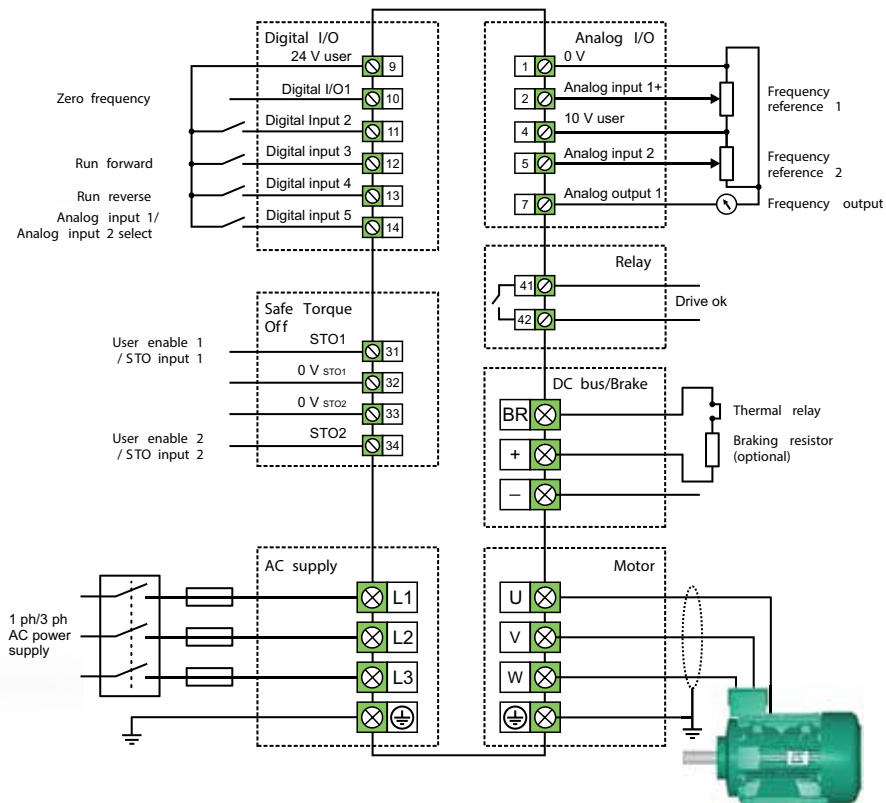 Digital I/O
24 V user
9
Zero frequency
Digital I/O1
10
Digital Input 2
11
Run forward
Digital input 3
12
Run reverse
Digital input 4
13
Analog input 1/
Analog input 2 select
Digital input 5
14
Analog I/O
1
0 V
2
Analog input 1+
Frequency
reference 1
4
10 V user
5
Analog input 2
Frequency
reference 2
7
Analog output 1
Frequency output
Relay
41
Drive ok
42
Safe Torque
Off
User enable 1
/ STO input 1
STO1
31
0 V STO1
32
0 V STO2
33
User enable 2
/ STO input 2
STO2
34
DC bus/Brake
BR
Thermal relay
+
Braking resistor
(optional)
–
AC supply
1 ph/3 ph
AC power
supply
L1
L2
L3
Motor
U
V
W